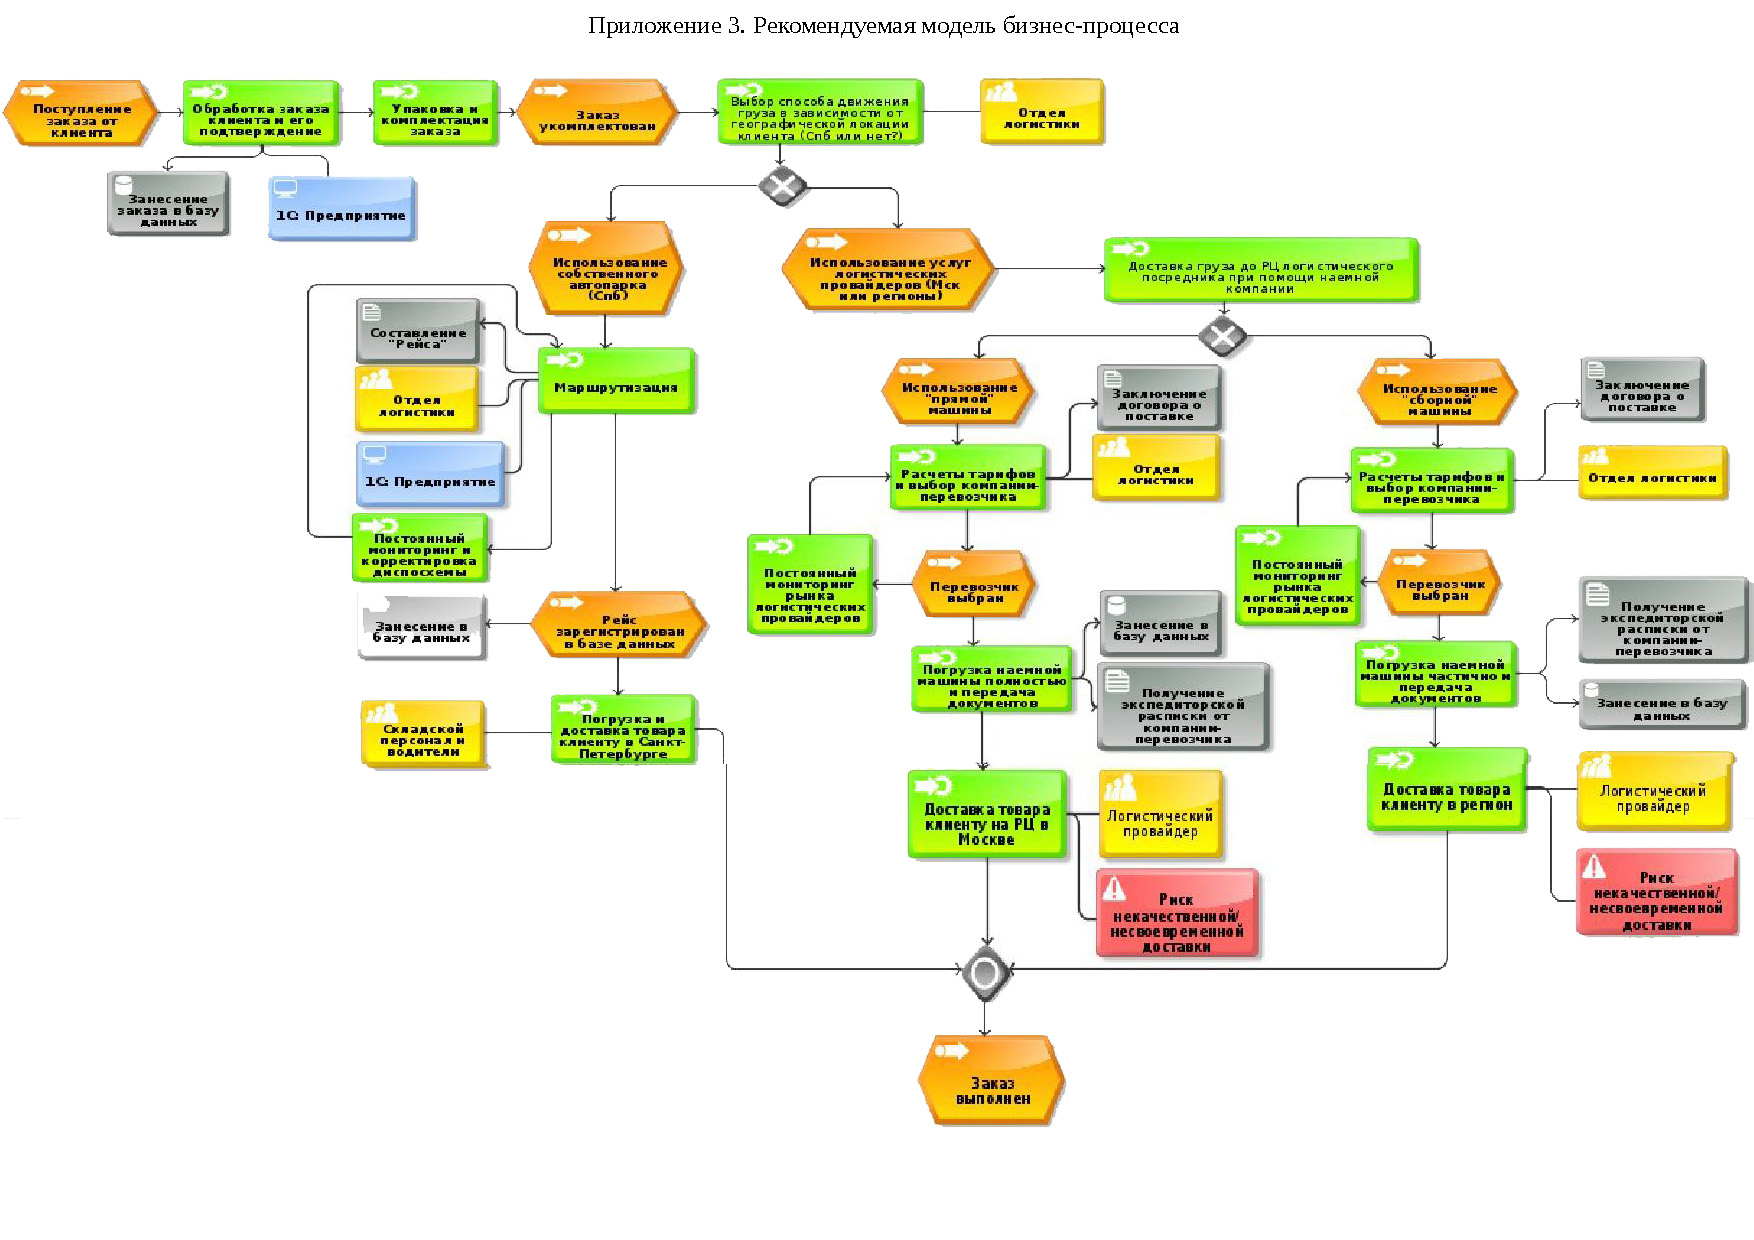 Приложение 3. Рекомендуемая модель бизнес-процесса
Поступление
заказа от
клиента
Обработка заказа
клиента и его
подтверждение
Упаковка и
комплектация
заказа
Заказ
укомплектован
Выбор способа движения
груза в зависимости от
географической локации
клиента (Спб или нет?)
Отдел
логистики
Занесение
заказа в базу
данных
1С: Предприятие
Использование
собственного
автопарка
(Спб)
Использование услуг
логистических
провайдеров (Мск
или регионы)
Доставка груза до РЦ логистического
посредника при помощи наемной
компании
Составление
"Рейса"
Отдел
логистики
1С: Предприятие
Маршрутизация
Постоянный
мониторинг и
корректировка
диспосхемы
Занесение в
базу данных
Рейс
зарегистрирован
в базе данных
Складской
персонал и
водители
Погрузка и
доставка товара
клиенту в Санкт-
Петербурге
Использование
"прямой"
машины
Заключение
договора о
поставке
Расчеты тарифов
и выбор компании-
перевозчика
Отдел
логистики
Постоянный
мониторинг
рынка
логистических
провайдеров
Перевозчик
выбран
Занесение в
базу данных
Погрузка наемной
машины полностью
и передача
документов
Получение
экспедиторской
расписки от
компании-
перевозчика
Доставка товара
клиенту на РЦ в
Москве
Логистический
провайдер
Риск
некачественной/
несвоевременной
доставки
Использование
"сборной"
машины
Заключение
договора о
поставке
Расчеты тарифов и
выбор компании-
перевозчика
Отдел логистики
Постоянный
мониторинг
рынка
логистических
провайдеров
Перевозчик
выбран
Получение
экспедиторской
расписки от
компании-
перевозчика
Погрузка наемной
машины частично и
передача
документов
Занесение в базу
данных
Доставка товара
клиенту в регион
Логистический
провайдер
Риск
некачественной/
несвоевременной
доставки
Заказ
выполнен